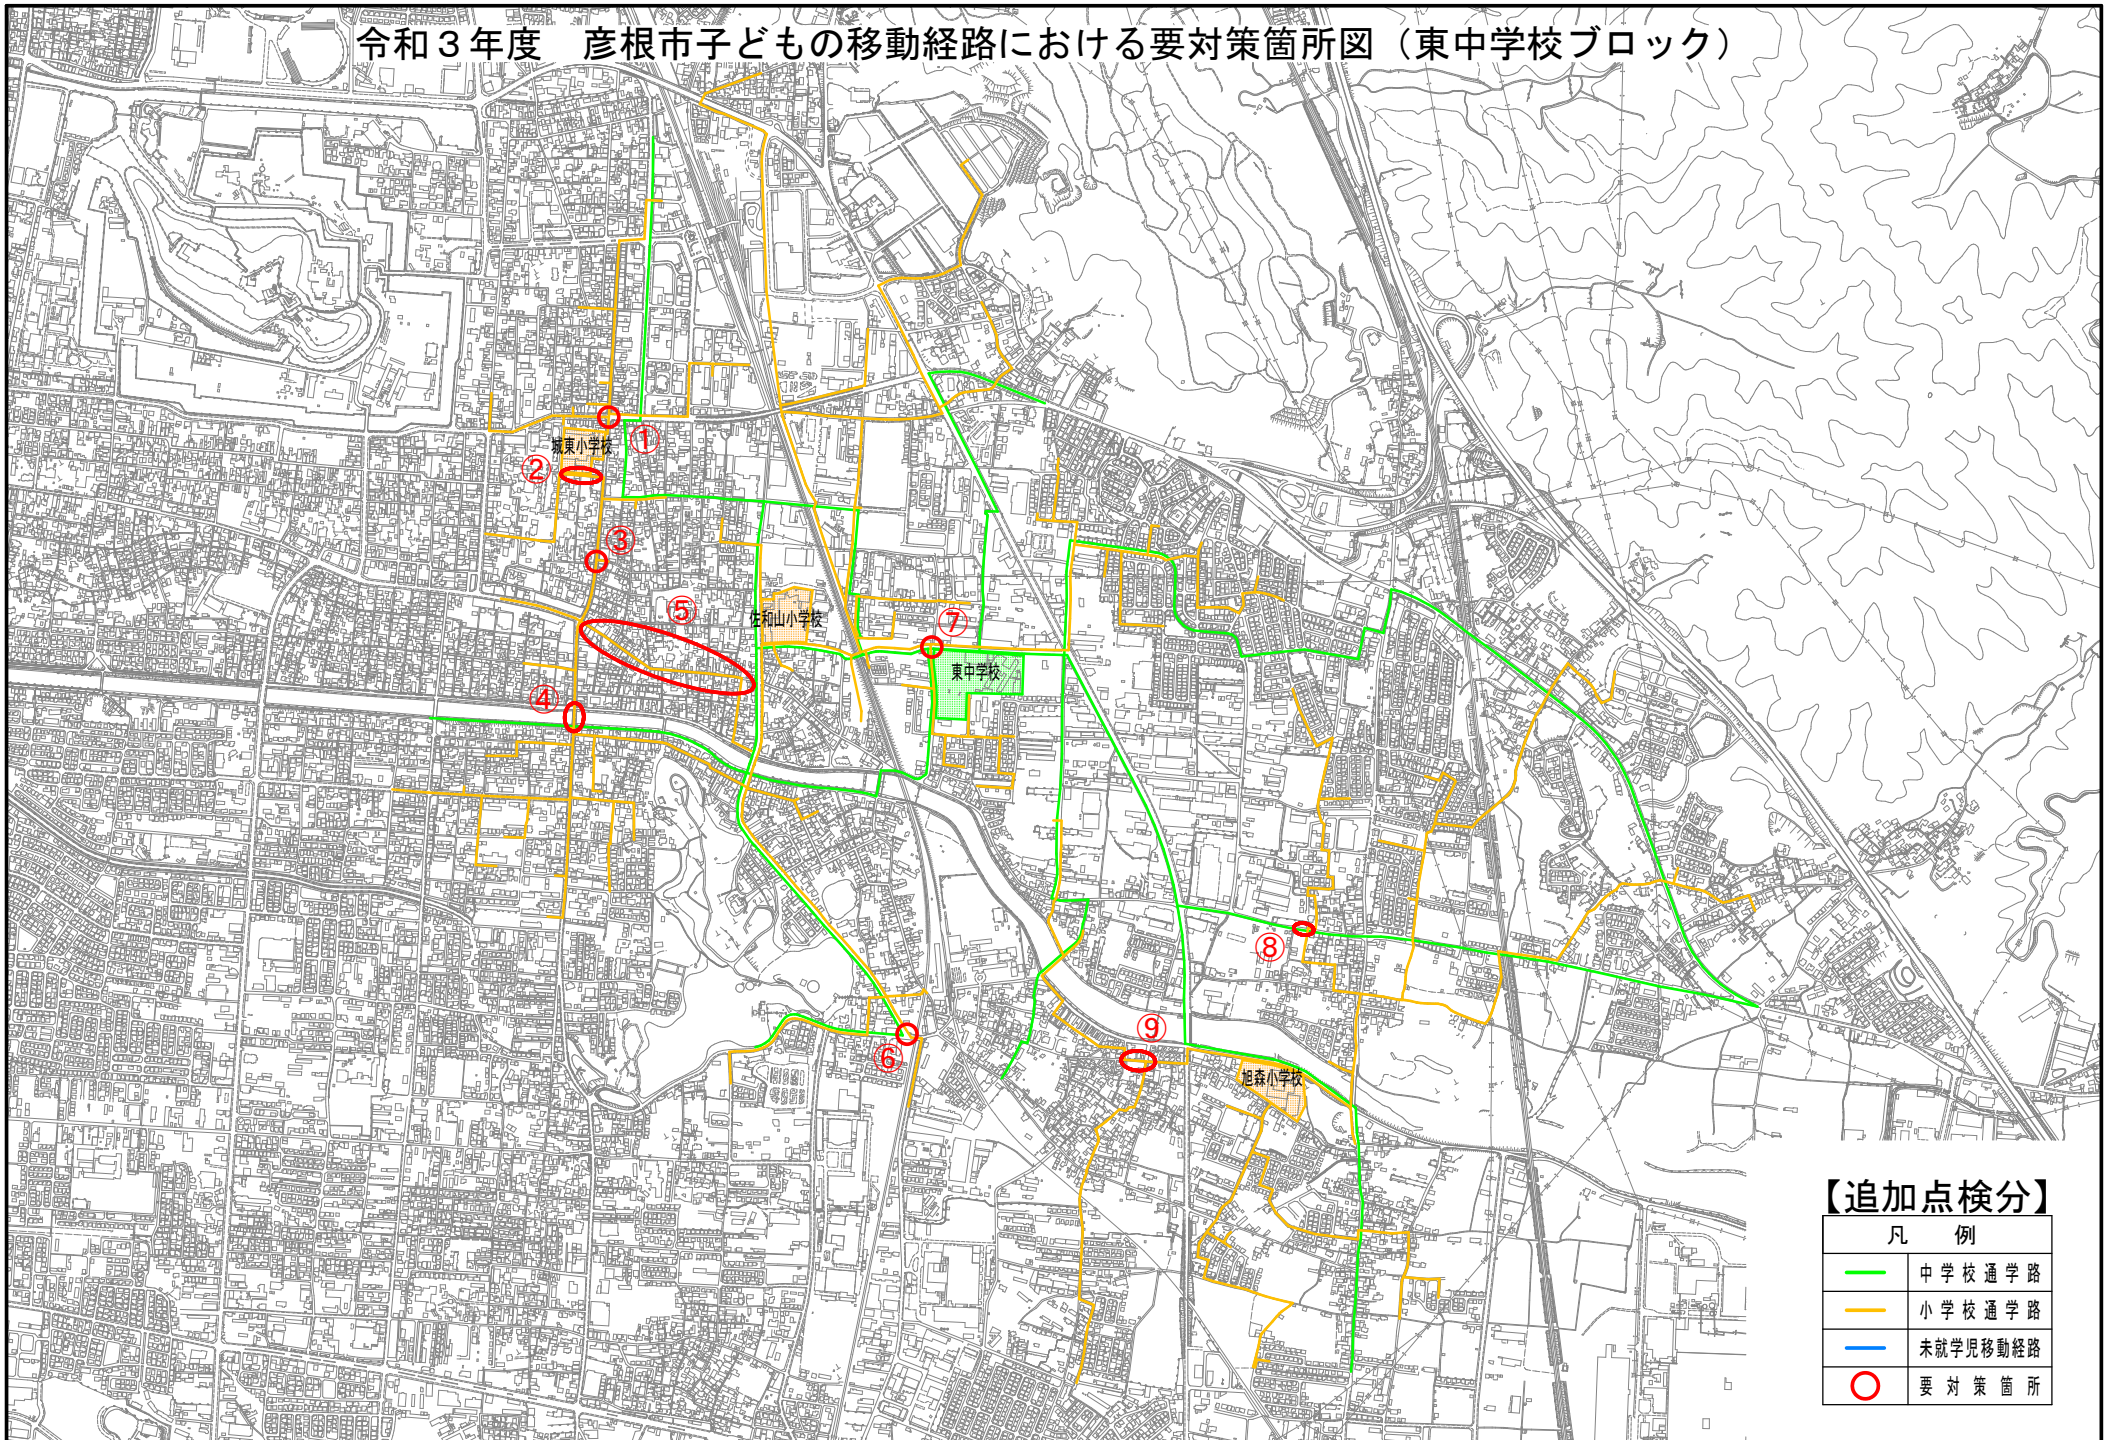 令和３年度　彦根市子どもの移動経路における要対策箇所図（東中学校ブロック）
①
城東小学校
②
③
⑤
佐和山小学校
⑦
東中学校
④
⑧
⑨
⑥
旭森小学校
【追加点検分】
凡　例
中学校通学路
小学校通学路
未就学児移動経路
要対策箇所